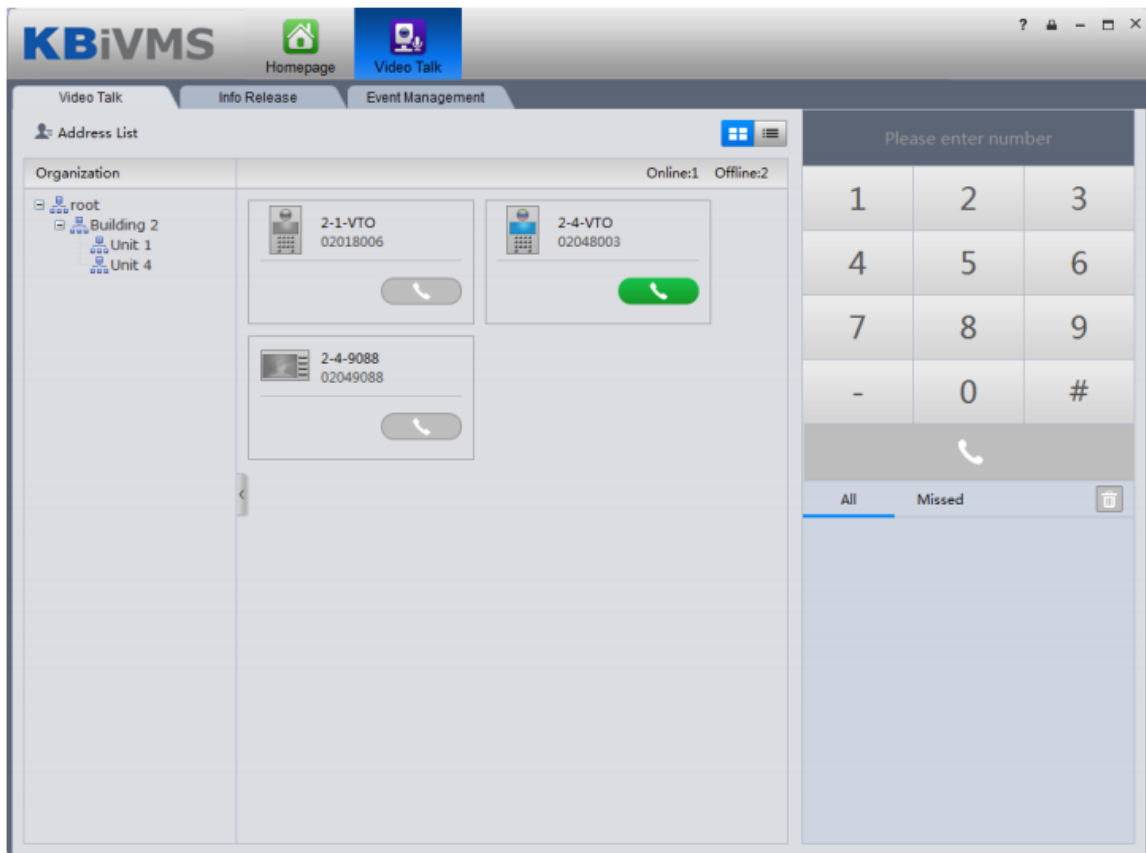 KBiVMS
Homepage
Video Talk
?
Video Talk
Info Release
Event Management
Address List
Please enter number
Organization
Online:1 Offline:2
root
Building 2
Unit 1
Unit 4
2-1-VTO
02018006
2-4-VTO
02048003
2-4-9088
02049088
1 2 3
4 5 6
7 8 9
- 0 #
All
Missed